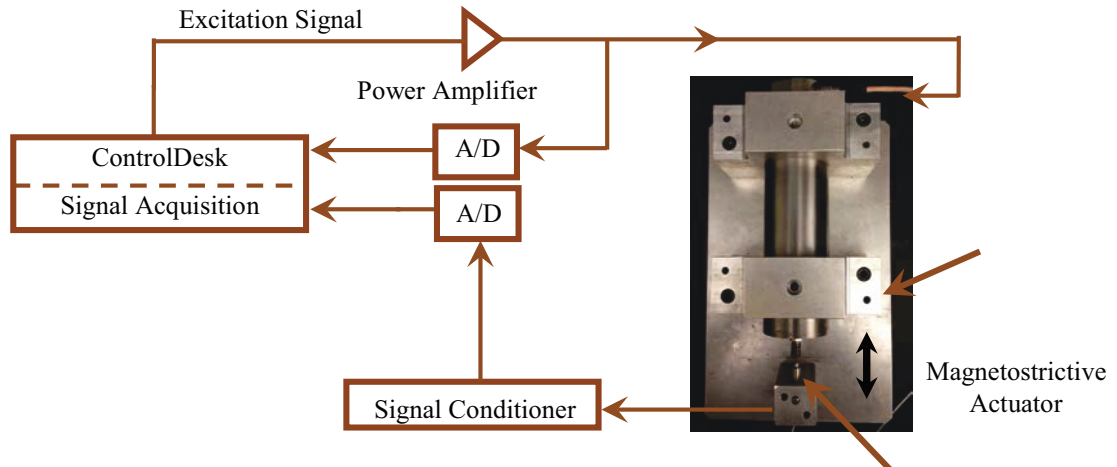 Excitation Signal
Power Amplifier
A/D
ControlDesk
A/D
Signal Acquisition
Magnetostrictive
Actuator
Signal Conditioner